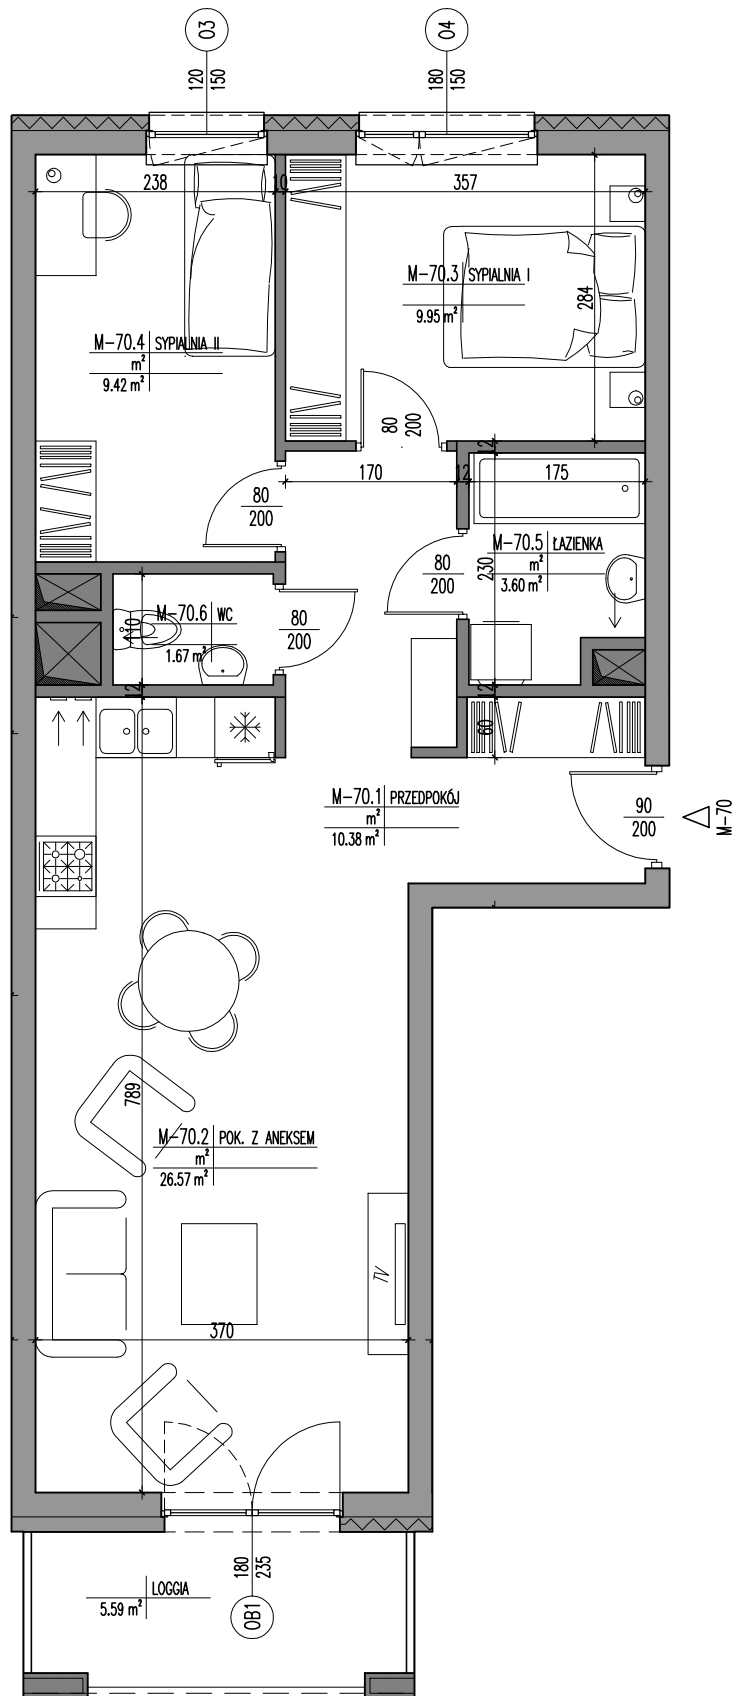 03
04
120
150
180
150
238
10
357
M-70.3 SYPIALNIA I
9.95 m²
284
M-70.4 SYPIALNIA II
m²
9.42 m²
80
200
12
170
12
175
80
200
M-70.5 ŁAZIENKA
m²
3.60 m²
80
200
230
M-70.6 WC
1.67 m²
110
80
200
12
12
60
M-70.1 PRZEDPOKÓJ
m²
10.38 m²
90
200
M-70
789
M-70.2 POK. Z ANEKSEM
m²
26.57 m²
TV
370
180
235
LOGGIA
5.59 m²
OB1